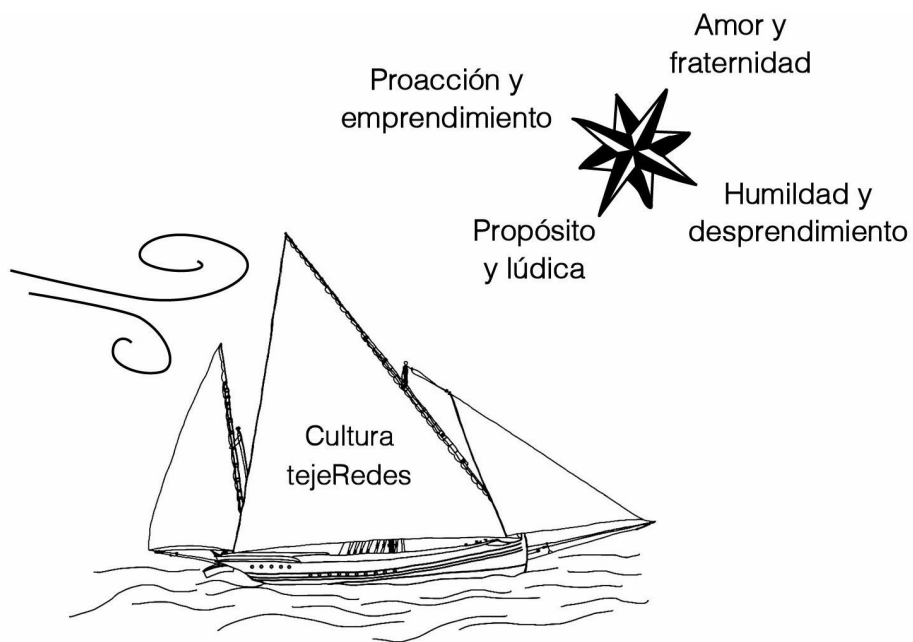 Amor y
fraternidad
Proacción y
emprendimiento
Humildad y
desprendimiento
Propósito
y lúdica
Cultura
tejeRedes